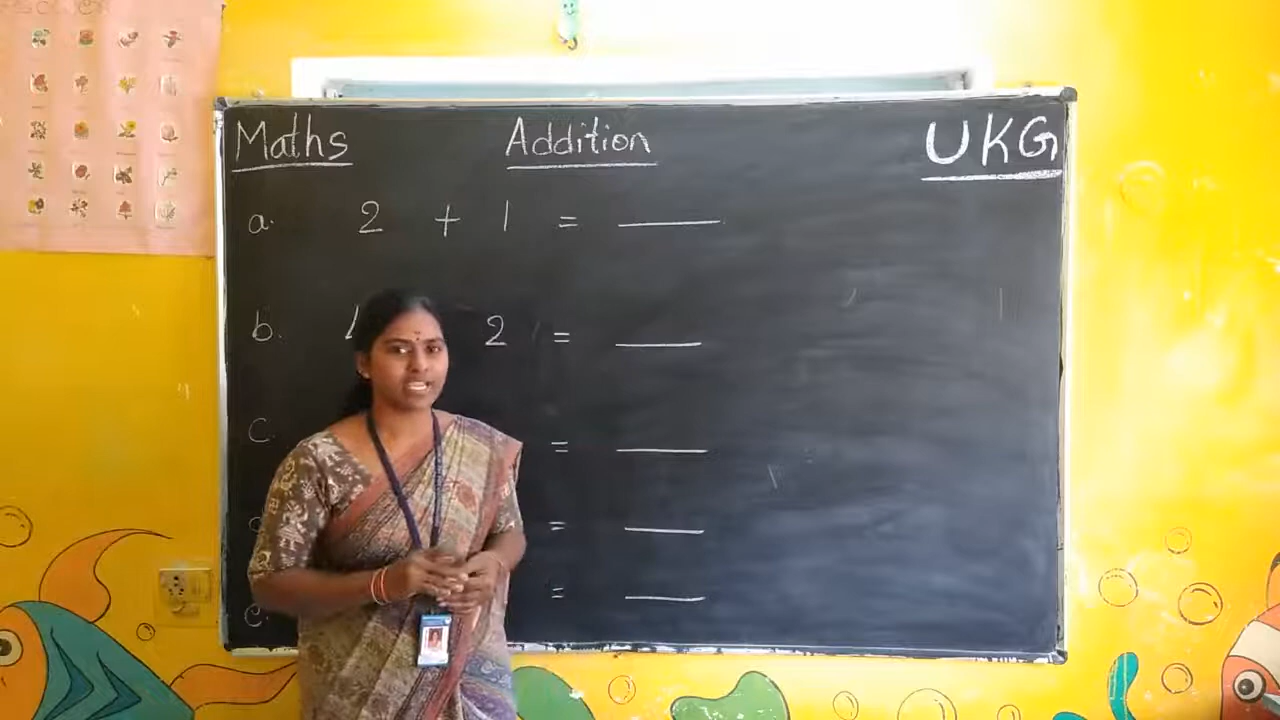 Maths Addition UKG
a. 2 + 1 = ____
b. 2 = ____
c. = ____
= ____
e. = ____